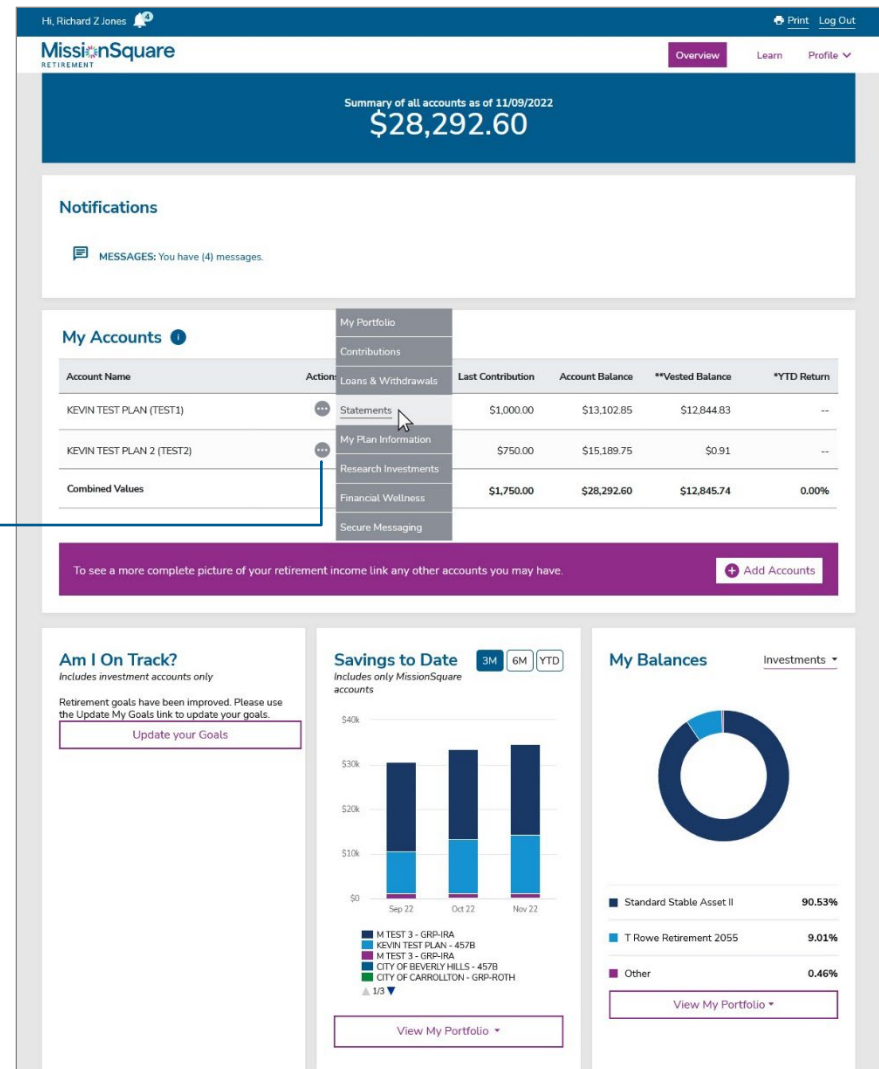 Hi, Richard Z Jones 4
Print Log Out
MissionSquare
RETIREMENT
Overview Learn Profile
Summary of all accounts as of 11/09/2022
$28,292.60
Notifications
MESSAGES: You have (4) messages.
My Accounts i
Account Name Action Last Contribution Account Balance **Vested Balance *YTD Return
KEVIN TEST PLAN (TEST1) $1,000.00 $13,102.85 $12,844.83 --
KEVIN TEST PLAN 2 (TEST2) $750.00 $15,189.75 $0.91 --
Combined Values $1,750.00 $28,292.60 $12,845.74 0.00%
My Portfolio
Contributions
Loans & Withdrawals
Statements
My Plan Information
Research Investments
Financial Wellness
Secure Messaging
To see a more complete picture of your retirement income link any other accounts you may have.
Add Accounts
Am I On Track?
Includes investment accounts only
Retirement goals have been improved. Please use
the Update My Goals link to update your goals.
Update your Goals
Savings to Date 3M 6M YTD
Includes only MissionSquare
accounts
$40k
$30k
$20k
$10k
$0
Sep 22 Oct 22 Nov 22
M TEST 3 - GRP-IRA
KEVIN TEST PLAN - 457B
M TEST 3 - GRP-IRA
CITY OF BEVERLY HILLS - 457B
CITY OF CARROLLTON - GRP-ROTH
1/3
View My Portfolio
My Balances Investments
Standard Stable Asset II 90.53%
T Rowe Retirement 2055 9.01%
Other 0.46%
View My Portfolio